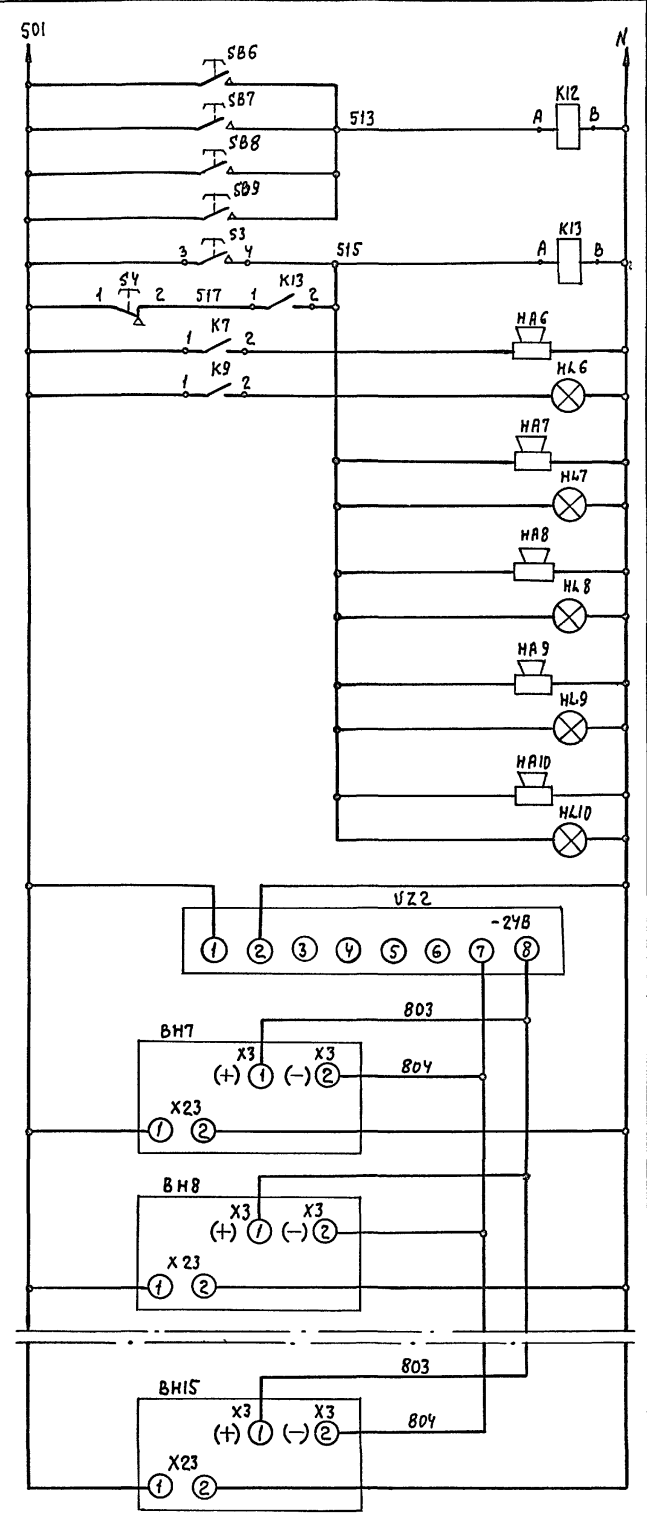 501
N
SB6
SB7
513
K12
A
B
SB8
SB9
S3
3
4
515
K13
A
B
S4
1
2
517
K13
1
2
K7
1
2
HA6
K9
1
2
HL6
HA7
HL7
HA8
HL8
HA9
HL9
HA10
HL10
VZ2
-24В
1 2 3 4 5 6 7 8
803
BH7
X3 X3
(+) 1 (-) 2
804
X23
1 2
BH8
X3 X3
(+) 1 (-) 2
X23
1 2
803
BH15
X3 X3
(+) 1 (-) 2
804
X23
1 2